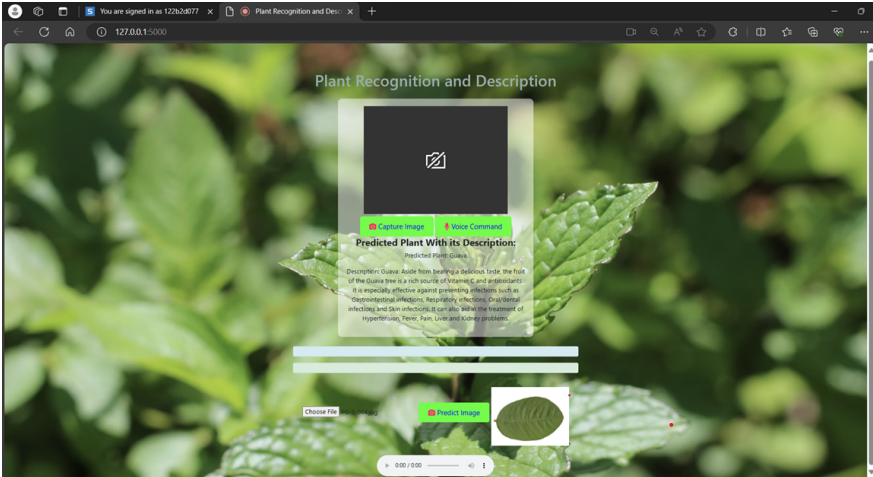 You are signed in as 122b2d077
Plant Recognition and Desc
127.0.0.1:5000
Plant Recognition and Description
Capture Image
Voice Command
Predicted Plant With its Description:
Predicted Plant: Guava
Description: Guava: Aside from bearing a delicious taste, the fruit
of the Guava tree is a rich source of Vitamin C and antioxidants.
It is especially effective against preventing infections such as
Gastrointestinal infections, Respiratory infections, Oral/dental
infections and Skin infections. It can also aid in the treatment of
Hypertension, Fever, Pain, Liver and Kidney problems.
Choose File
Predict Image
0:00 / 0:00